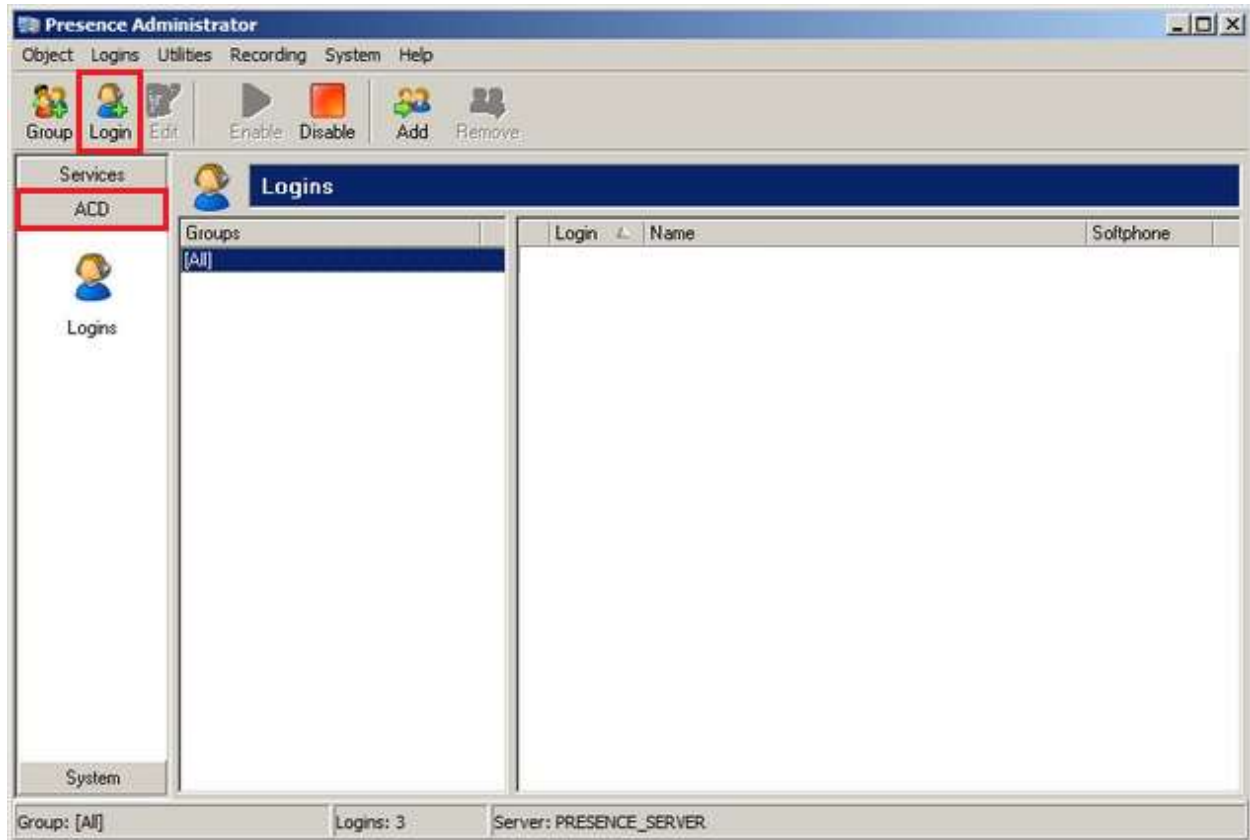 Presence Administrator
Object Logins Utilities Recording System Help
Group Login Edit Enable Disable Add Remove
Services
ACD
Logins
Logins
Groups
[All]
Login Name Softphone
System
Group: [All] Logins: 3 Server: PRESENCE_SERVER